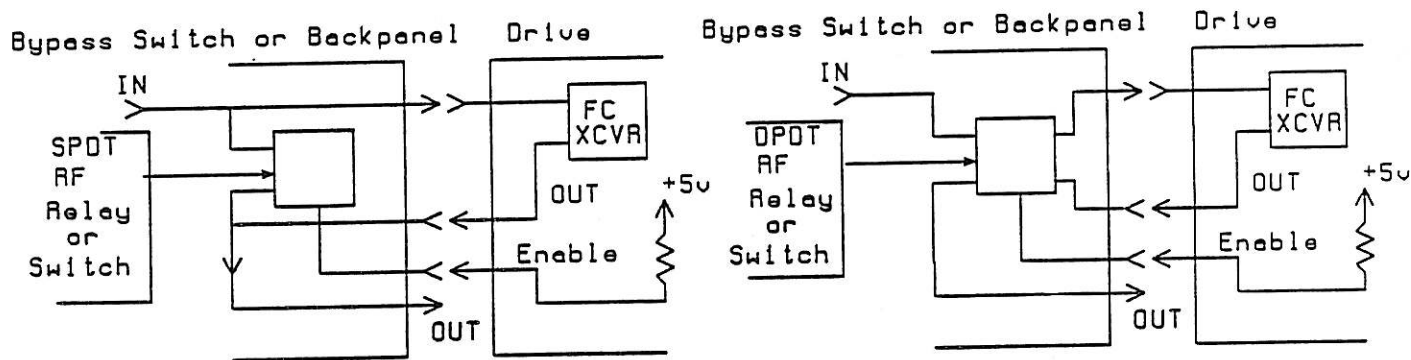 Bypass Switch or Backpanel Drive
IN
SPDT
RF
Relay
or
Switch
FC
XCVR
OUT
+5v
Enable
OUT
Bypass Switch or Backpanel Drive
IN
DPDT
RF
Relay
or
Switch
FC
XCVR
OUT
+5v
Enable
OUT